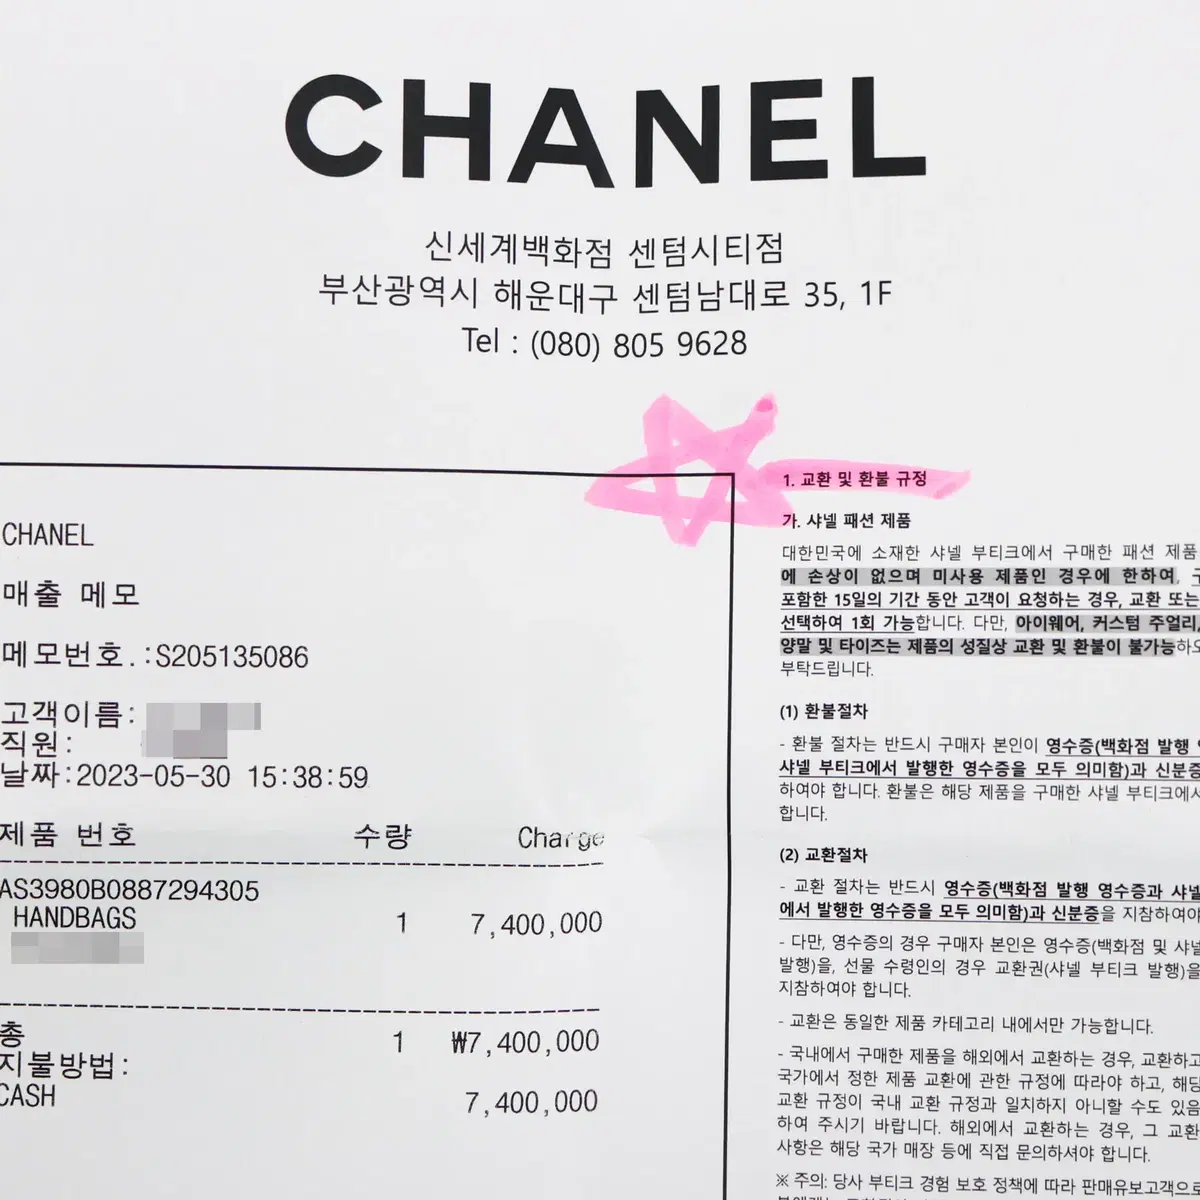 CHANEL
신세계백화점 센텀시티점
부산광역시 해운대구 센텀남대로 35, 1F
Tel : (080) 805 9628
CHANEL
매출 메모
메모번호.:S205135086
고객이름:
직원:
날짜:2023-05-30 15:38:59
제품 번호 수량 Charge
AS3980B0887294305
HANDBAGS 1 7,400,000
총 1 ₩7,400,000
지불방법:
CASH 7,400,000
1. 교환 및 환불 규정
가. 샤넬 패션 제품
대한민국에 소재한 샤넬 부티크에서 구매한 패션 제품
에 손상이 없으며 미사용 제품인 경우에 한하여,
포함한 15일의 기간 동안 고객이 요청하는 경우, 교환 또는
선택하여 1회 가능합니다. 다만, 아이웨어, 커스텀 주얼리,
양말 및 타이즈는 제품의 성질상 교환 및 환불이 불가능하오
부탁드립니다.
(1) 환불절차
- 환불 절차는 반드시 구매자 본인이 영수증(백화점 발행
샤넬 부티크에서 발행한 영수증을 모두 의미함)과 신분증
하여야 합니다. 환불은 해당 제품을 구매한 샤넬 부티크에서
합니다.
(2) 교환절차
- 교환 절차는 반드시 영수증(백화점 발행 영수증과 샤넬
에서 발행한 영수증을 모두 의미함)과 신분증을 지참하여야
- 다만, 영수증의 경우 구매자 본인은 영수증(백화점 및 샤넬
발행)을, 선물 수령인의 경우 교환권(샤넬 부티크 발행)을
지참하여야 합니다.
- 교환은 동일한 제품 카테고리 내에서만 가능합니다.
- 국내에서 구매한 제품을 해외에서 교환하는 경우, 교환하고
국가에서 정한 제품 교환에 관한 규정에 따라야 하고, 해당
교환 규정이 국내 교환 규정과 일치하지 아니할 수도 있음
하여 주시기 바랍니다. 해외에서 교환하는 경우, 그 교환
사항은 해당 국가 매장 등에 직접 문의하셔야 합니다.
※ 주의: 당사 부티크 경험 보호 정책에 따라 판매유보고객으로